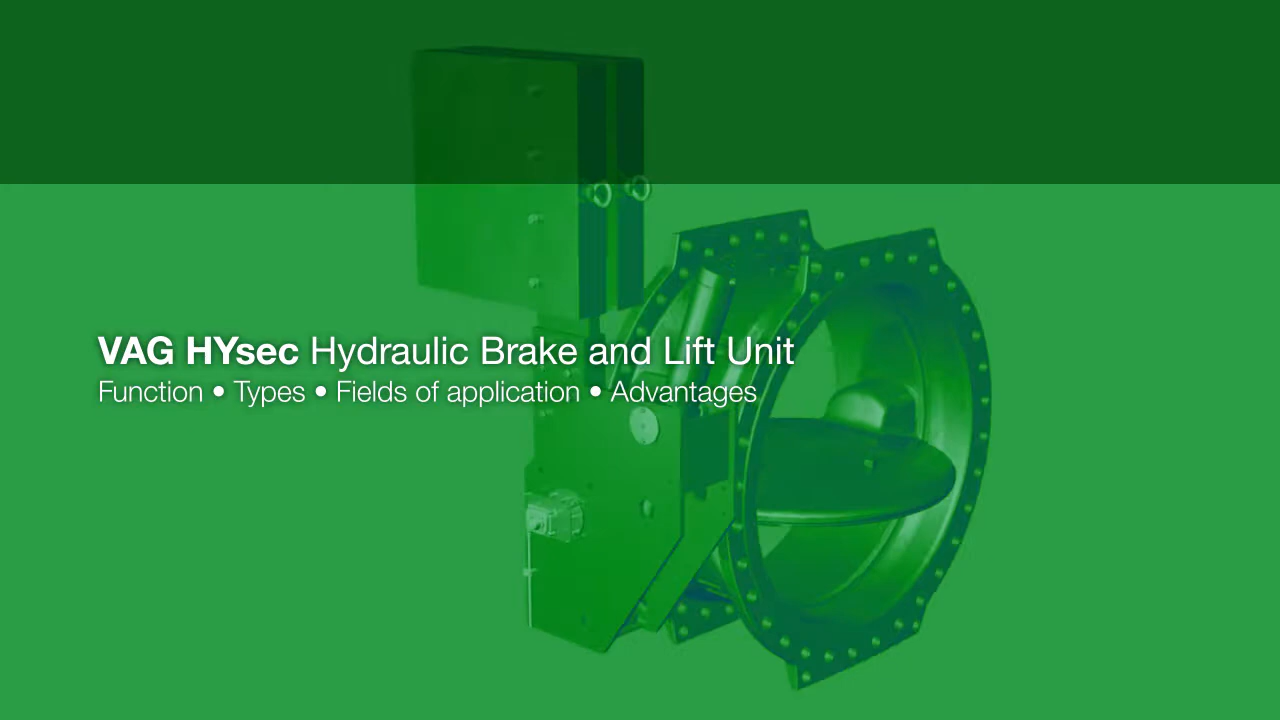 VAG HYsec Hydraulic Brake and Lift Unit
Function • Types • Fields of application • Advantages